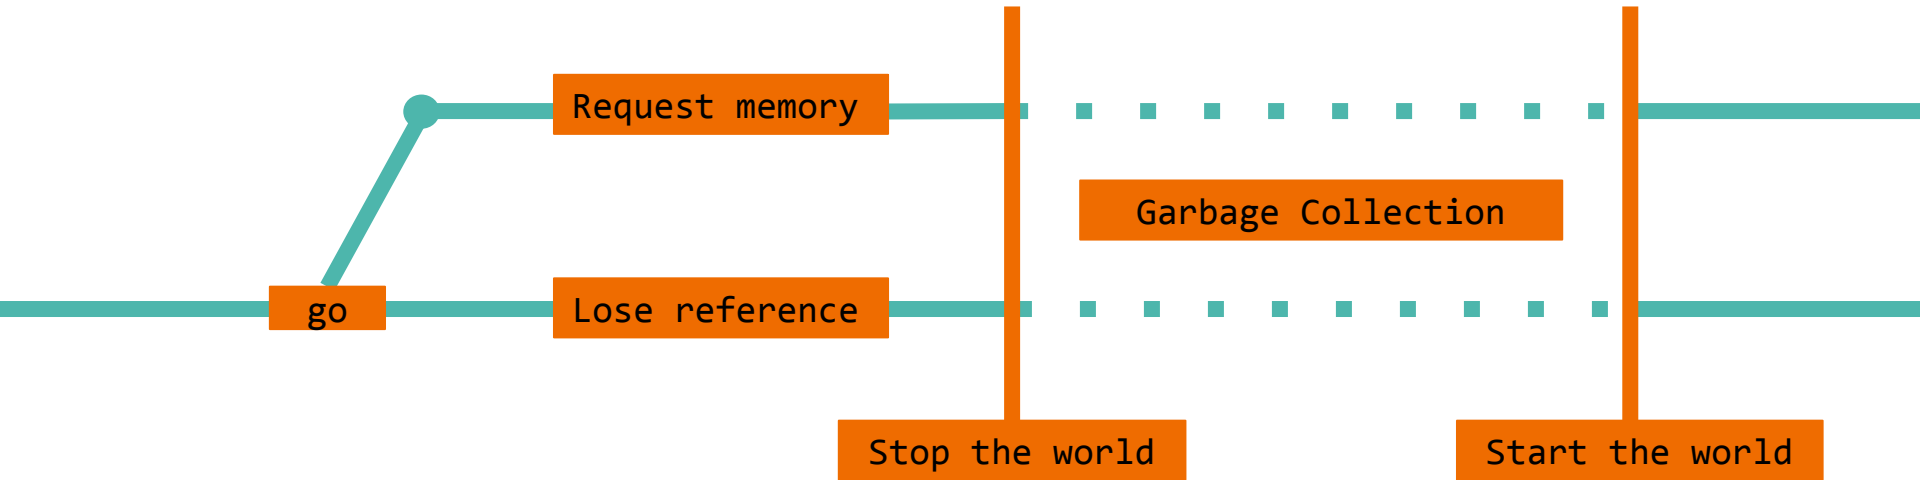 Request memory
Garbage Collection
go
Lose reference
Stop the world
Start the world